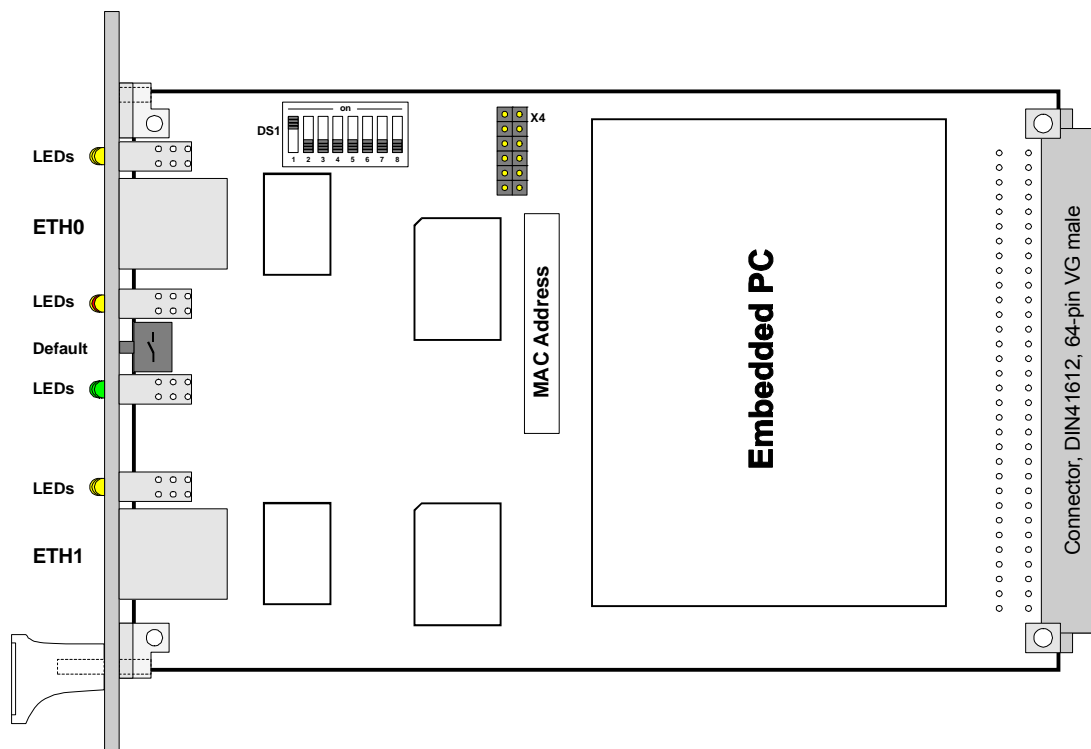 on
DS1
1 2 3 4 5 6 7 8
X4
LEDs
ETH0
LEDs
Default
LEDs
LEDs
ETH1
MAC Address
Embedded PC
Connector, DIN41612, 64-pin VG male